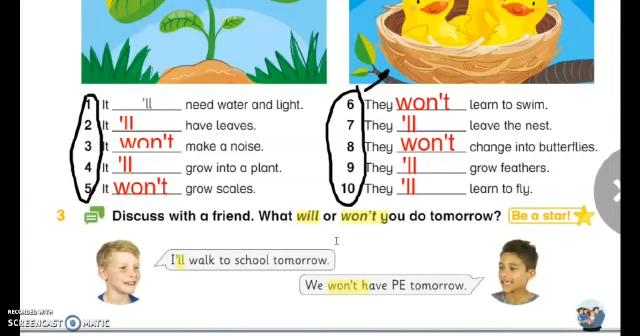 1 It 'll need water and light.
2 It 'll have leaves.
3 It won't make a noise.
4 It 'll grow into a plant.
5 It won't grow scales.
6 They won't learn to swim.
7 They 'll leave the nest.
8 They won't change into butterflies.
9 They 'll grow feathers.
10 They 'll learn to fly.
3 Discuss with a friend. What will or won't you do tomorrow? Be a star!
I'll walk to school tomorrow.
We won't have PE tomorrow.
RECORDED WITH
SCREENCAST MATIC